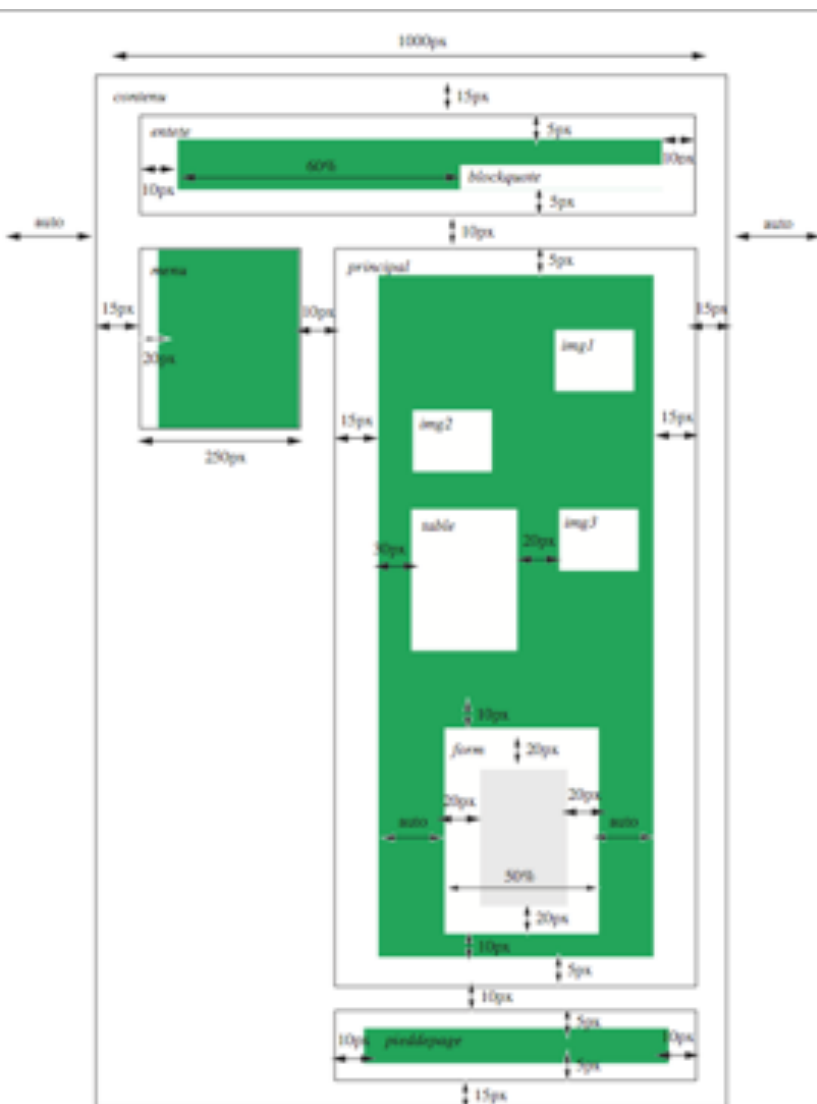 1000px
contenu
15px
entete
5px
10px
60%
10px
blockquote
5px
auto
10px
auto
menu
principal
5px
15px
10px
15px
20px
img1
15px
img2
15px
250px
table
img3
30px
20px
10px
form
20px
20px
20px
auto
auto
50%
20px
10px
5px
10px
5px
10px
pieddepage
10px
5px
15px